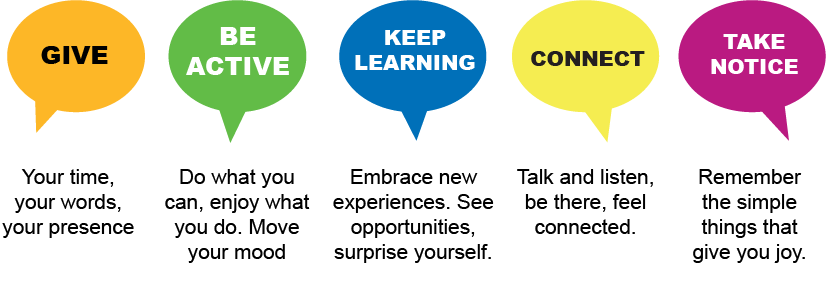 GIVE
Your time,
your words,
your presence
BE
ACTIVE
Do what you
can, enjoy what
you do. Move
your mood
KEEP
LEARNING
Embrace new
experiences. See
opportunities,
surprise yourself.
CONNECT
Talk and listen,
be there, feel
connected.
TAKE
NOTICE
Remember
the simple
things that
give you joy.